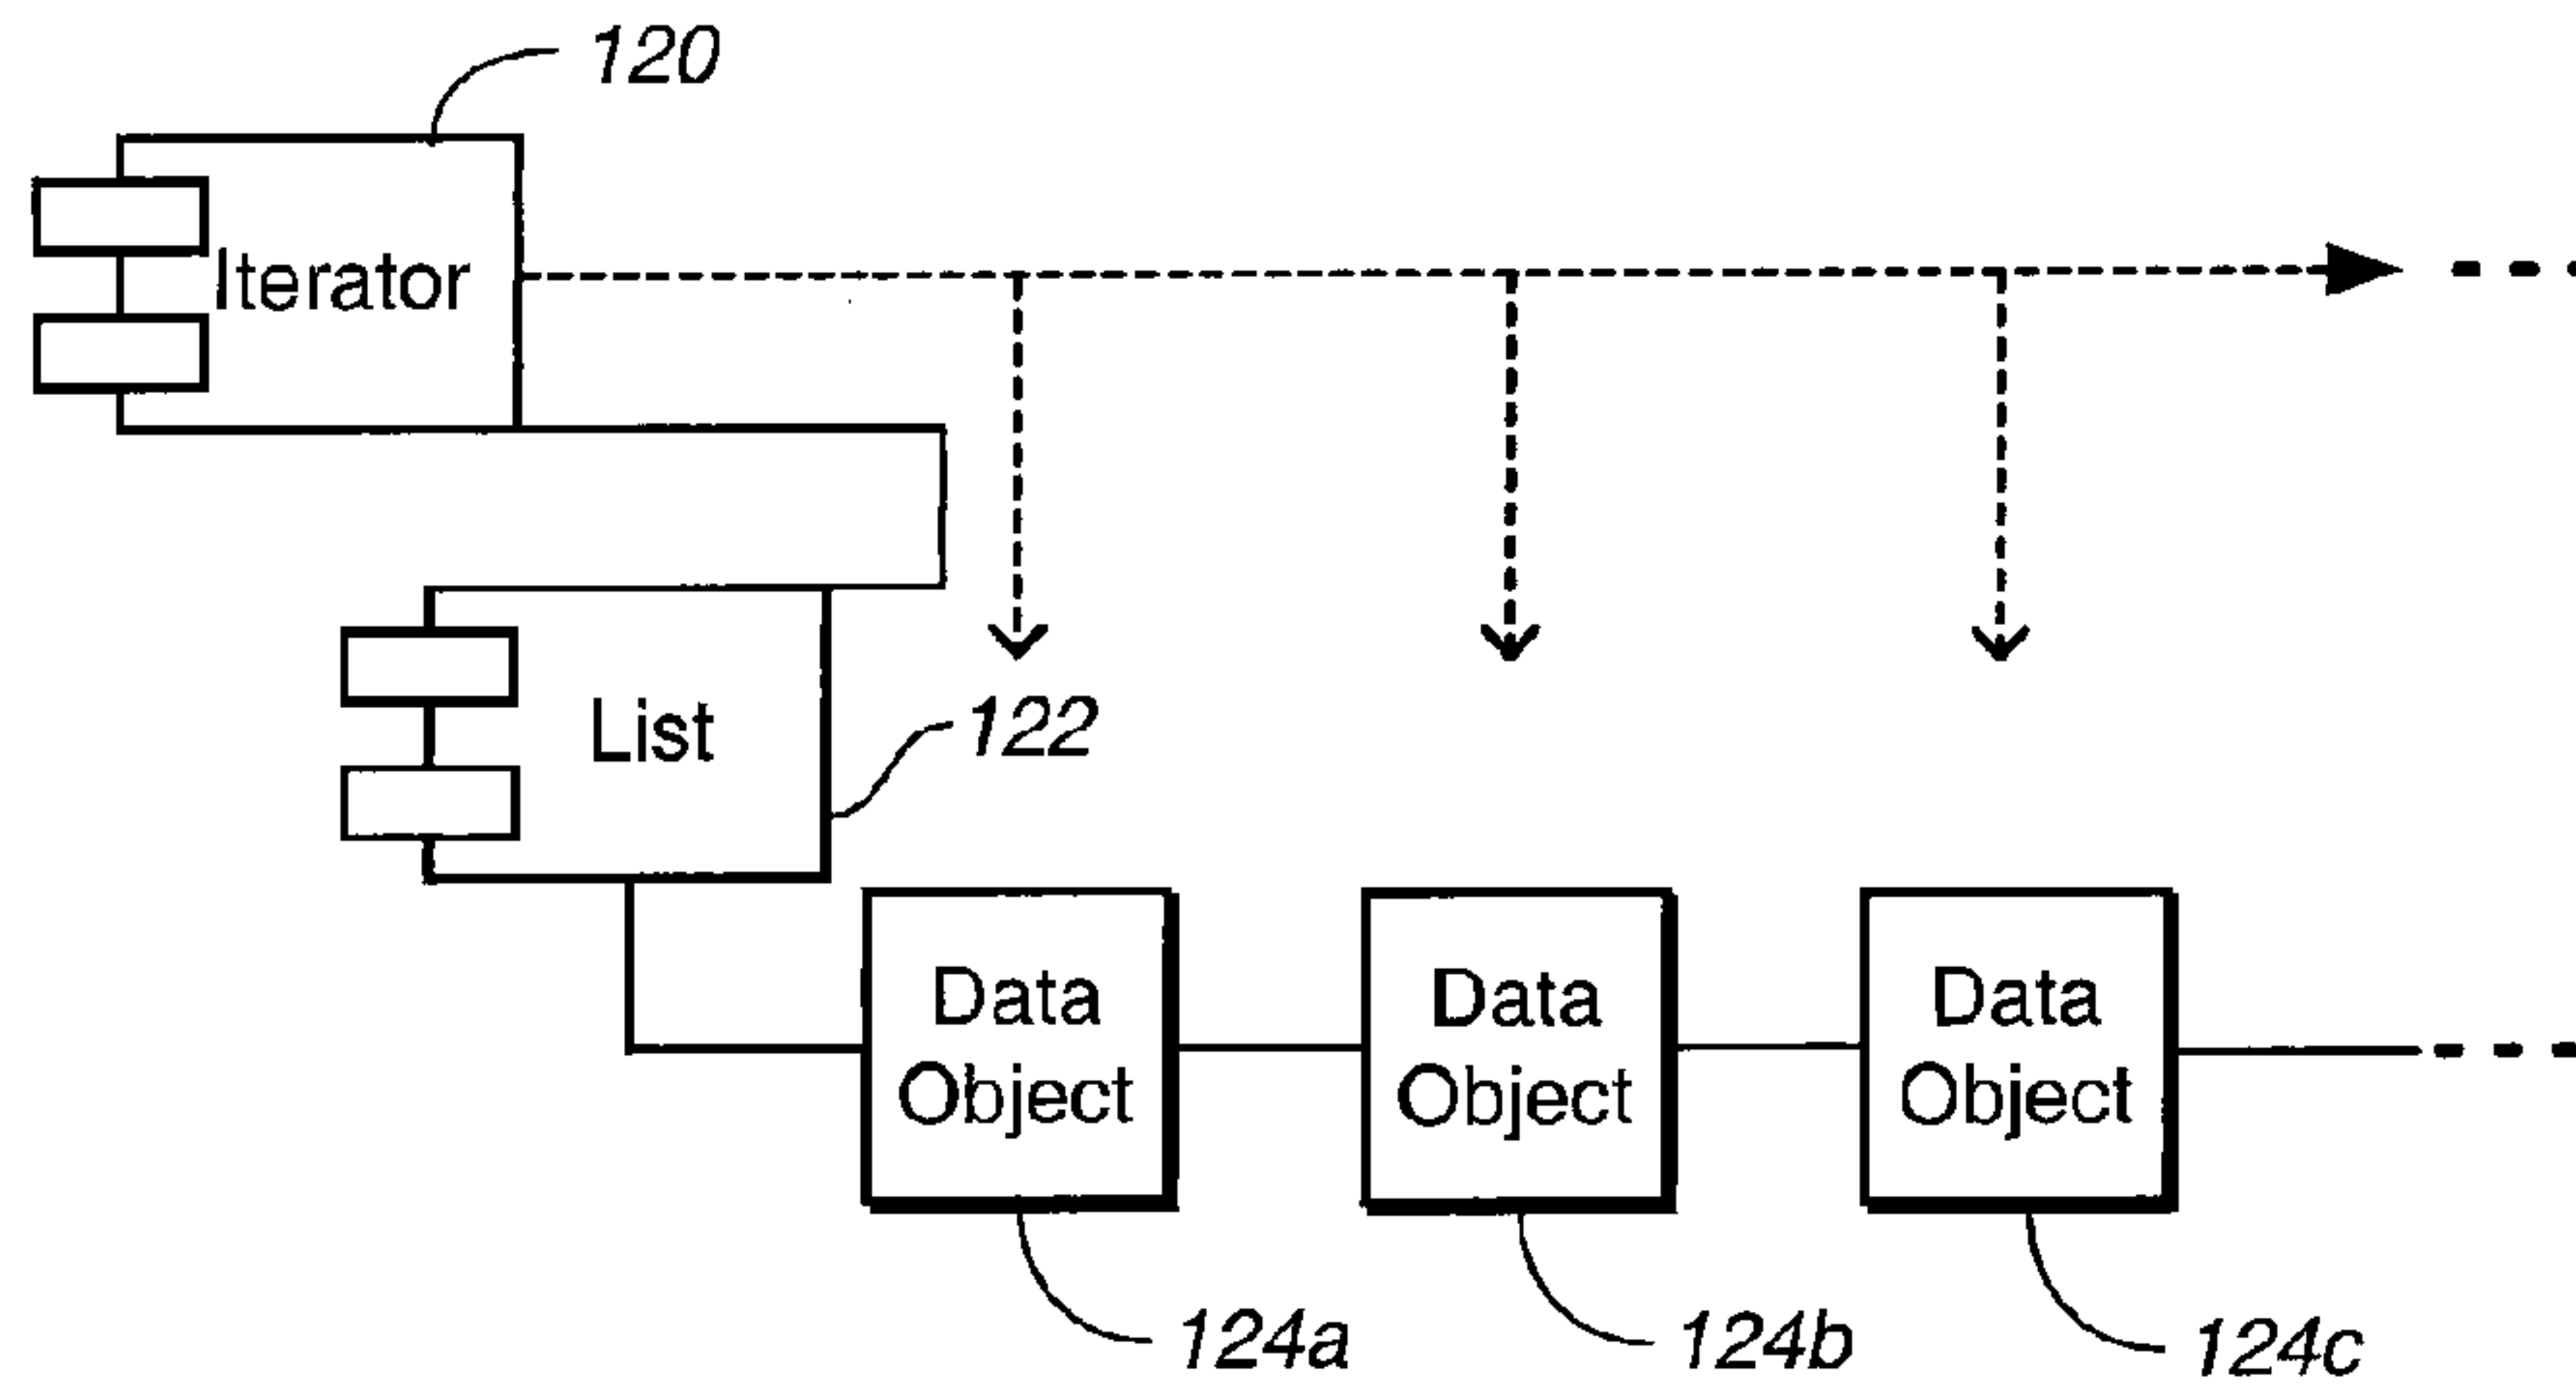 120
Iterator
List
122
Data
Object
Data
Object
Data
Object
124a
124b
124c